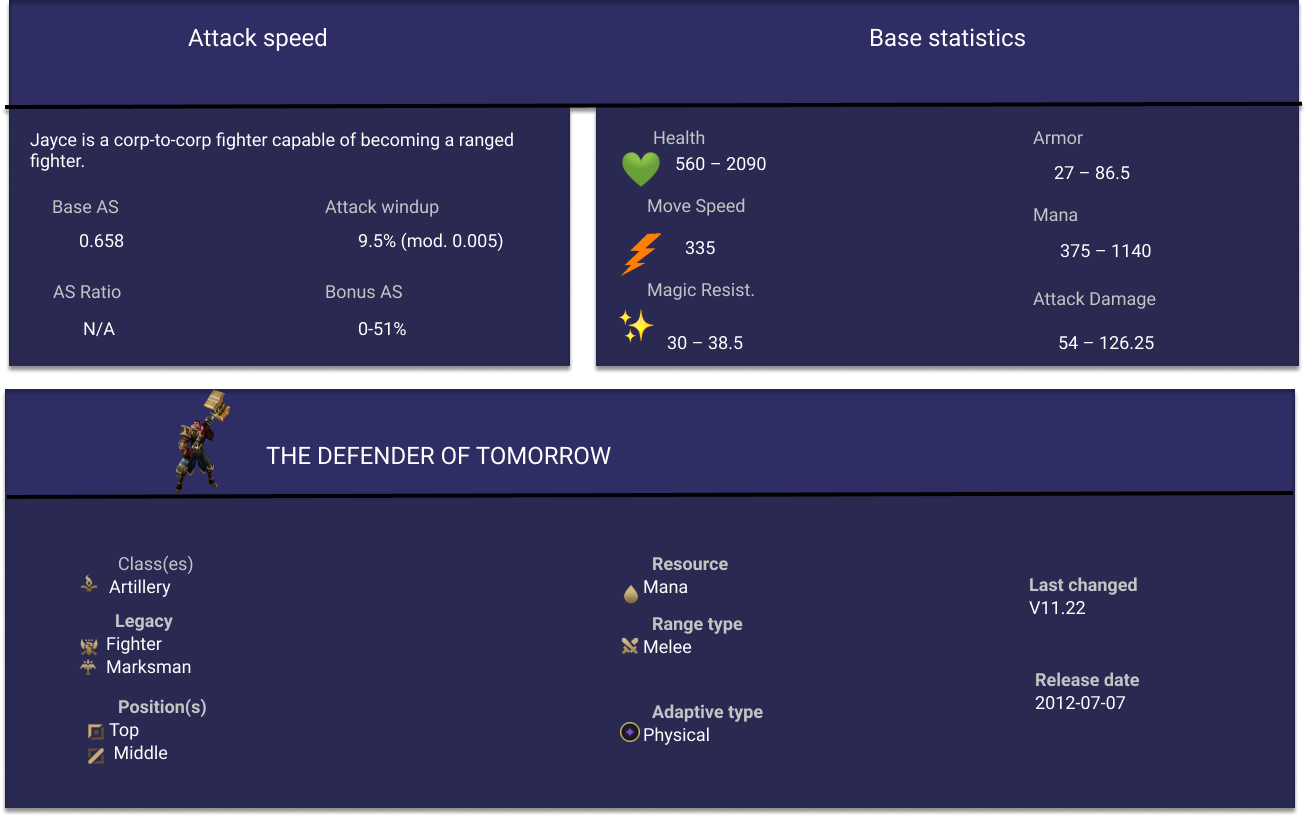 Attack speed
Base statistics
Jayce is a corp-to-corp fighter capable of becoming a ranged
fighter.
Base AS
Attack windup
0.658
9.5% (mod. 0.005)
AS Ratio
Bonus AS
N/A
0-51%
Health
Armor
560 – 2090
27 – 86.5
Move Speed
Mana
335
375 – 1140
Magic Resist.
Attack Damage
30 – 38.5
54 – 126.25
THE DEFENDER OF TOMORROW
Class(es)
Artillery
Legacy
Fighter
Marksman
Position(s)
Top
Middle
Resource
Mana
Range type
Melee
Adaptive type
Physical
Last changed
V11.22
Release date
2012-07-07